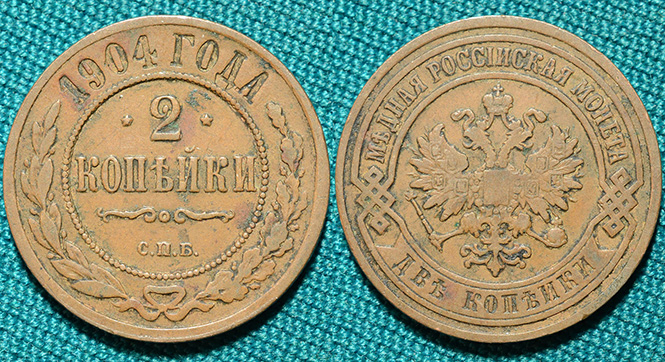 1904 ГОДА
2
КОПѢЙКИ
С.П.Б.
МѢДНАЯ РОССIЙСКАЯ МОНЕТА
ДВѢ КОПѢЙКИ